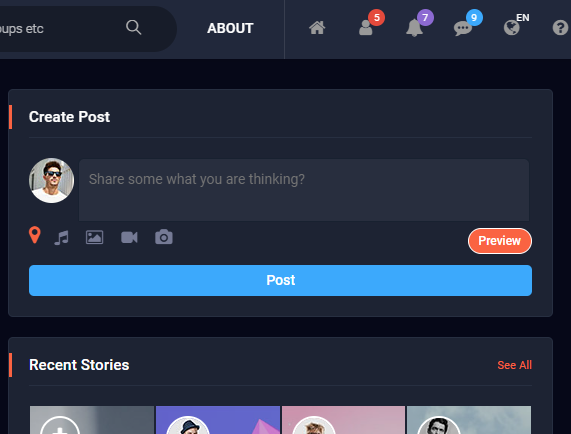 oups etc
ABOUT
5
7
9
EN
Create Post
Share some what you are thinking?
Preview
Post
Recent Stories
See All